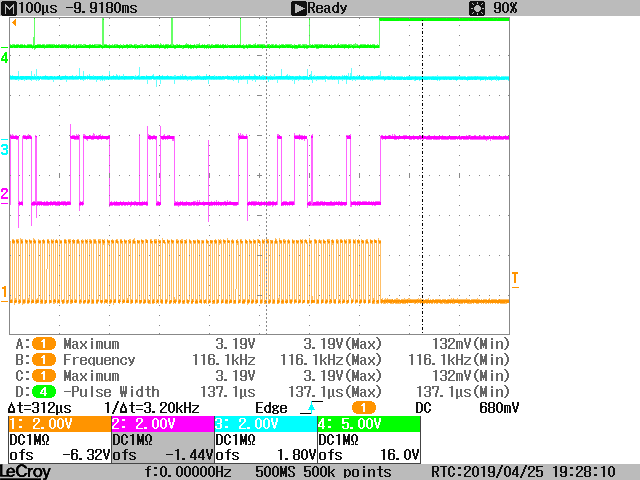 M 100µs -9.9180ms Ready 90%
4
3
2
1
T
A: 1 Maximum 3.19V 3.19V(Max) 132mV(Min)
B: 1 Frequency 116.1kHz 116.1kHz(Max) 116.1kHz(Min)
C: 1 Maximum 3.19V 3.19V(Max) 132mV(Min)
D: 4 -Pulse Width 137.1µs 137.1µs(Max) 137.1µs(Min)
Δt=312µs 1/Δt=3.20kHz Edge 1 DC 680mV
1: 2.00V 2: 2.00V 3: 2.00V 4: 5.00V
DC1MΩ DC1MΩ DC1MΩ DC1MΩ
ofs -6.32V ofs -1.44V ofs 1.80V ofs 16.0V
LeCroy f:0.00000Hz 500MS 500k points RTC:2019/04/25 19:28:10